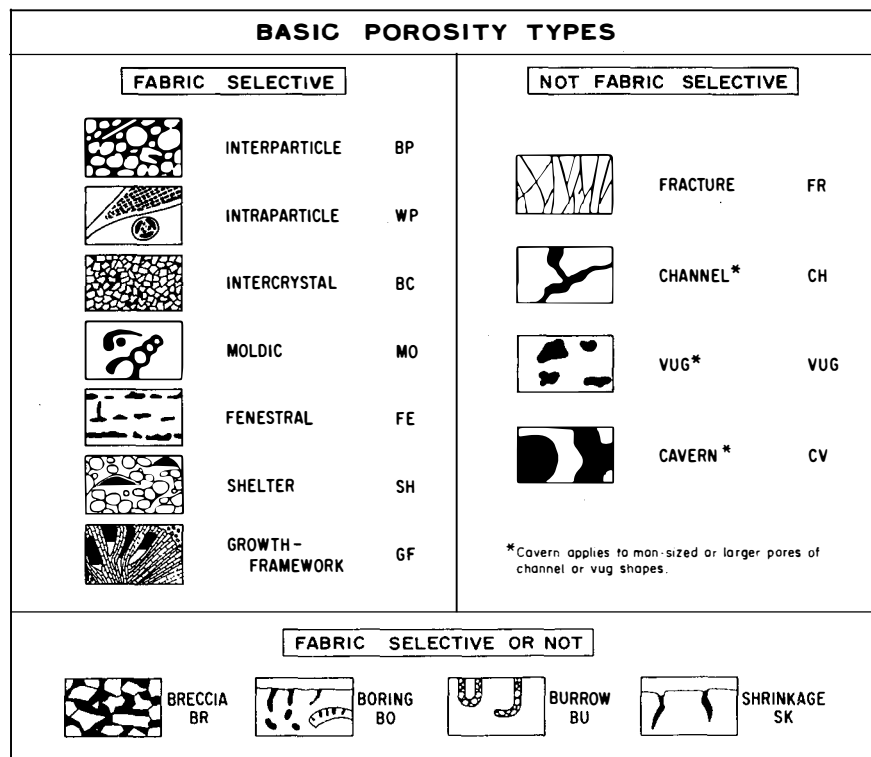 BASIC POROSITY TYPES
FABRIC SELECTIVE
INTERPARTICLE BP
INTRAPARTICLE WP
INTERCRYSTAL BC
MOLDIC MO
FENESTRAL FE
SHELTER SH
GROWTH-
FRAMEWORK GF
NOT FABRIC SELECTIVE
FRACTURE FR
CHANNEL* CH
VUG* VUG
CAVERN* CV
*Cavern applies to man-sized or larger pores of
channel or vug shapes.
FABRIC SELECTIVE OR NOT
BRECCIA
BR
BORING
BO
BURROW
BU
SHRINKAGE
SK